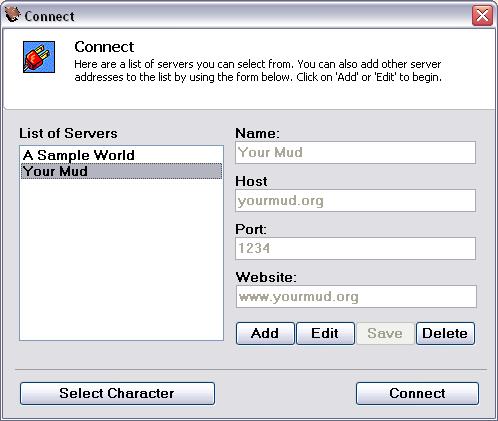 Connect
Connect
Here are a list of servers you can select from. You can also add other server
addresses to the list by using the form below. Click on 'Add' or 'Edit' to begin.
List of Servers
A Sample World
Your Mud
Name:
Your Mud
Host
yourmud.org
Port:
1234
Website:
www.yourmud.org
Add Edit Save Delete
Select Character Connect